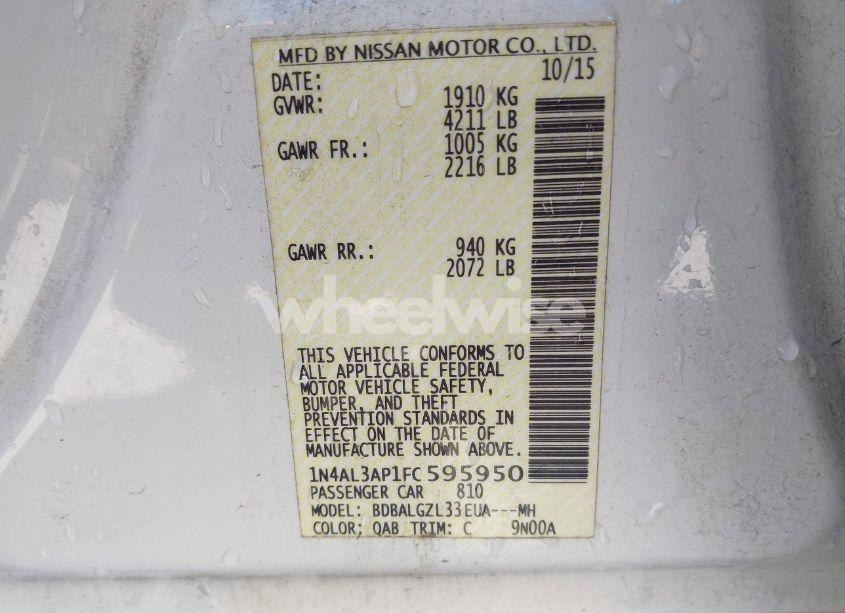 MFD BY NISSAN MOTOR CO., LTD.
DATE: 10/15
GVWR: 1910 KG
4211 LB
GAWR FR.: 1005 KG
2216 LB
GAWR RR.: 940 KG
2072 LB
wheelwise
THIS VEHICLE CONFORMS TO
ALL APPLICABLE FEDERAL
MOTOR VEHICLE SAFETY,
BUMPER, AND THEFT
PREVENTION STANDARDS IN
EFFECT ON THE DATE OF
MANUFACTURE SHOWN ABOVE.
1N4AL3AP1FC595950
PASSENGER CAR 810
MODEL: BDBALGZL33EUA---MH
COLOR; QAB TRIM: C 9N00A